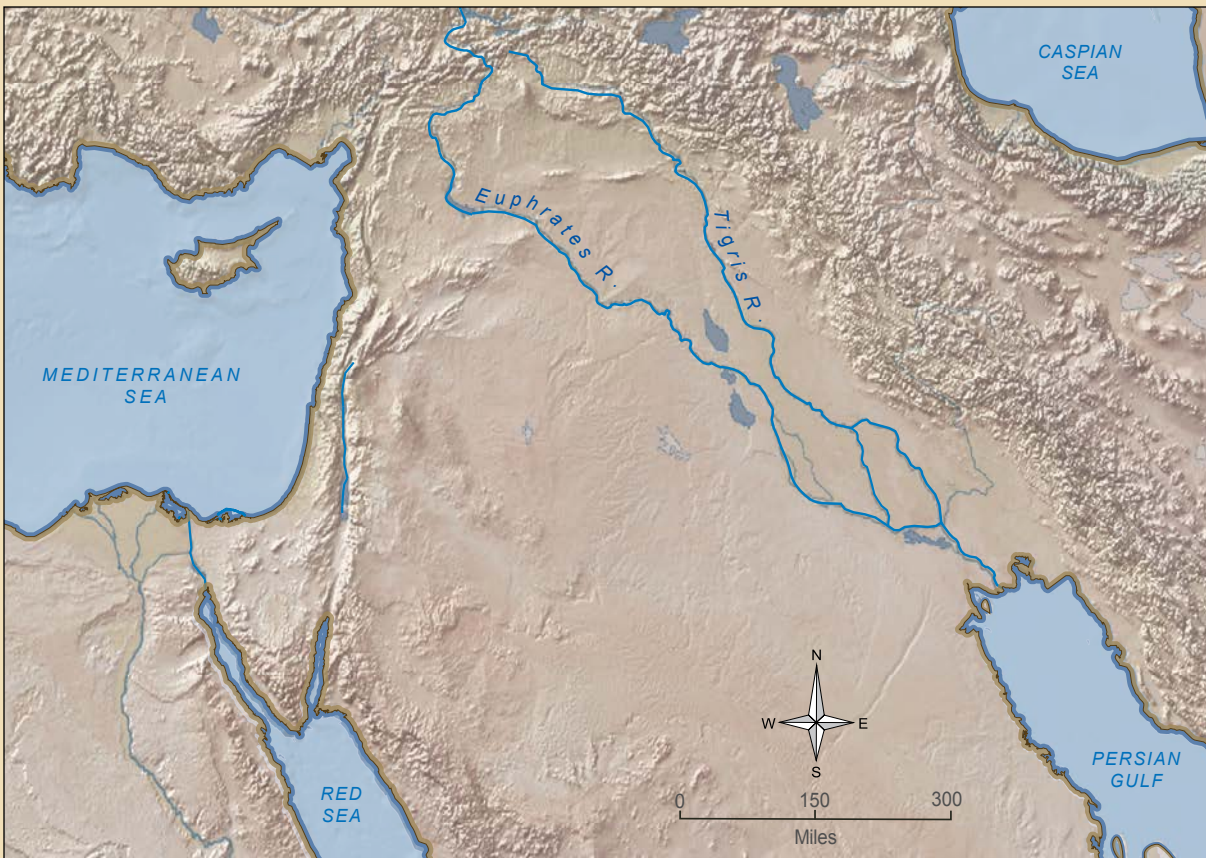 CASPIAN
SEA
Euphrates R.
Tigris R.
MEDITERRANEAN
SEA
N
W
E
S
PERSIAN
GULF
RED
SEA
0 150 300
Miles